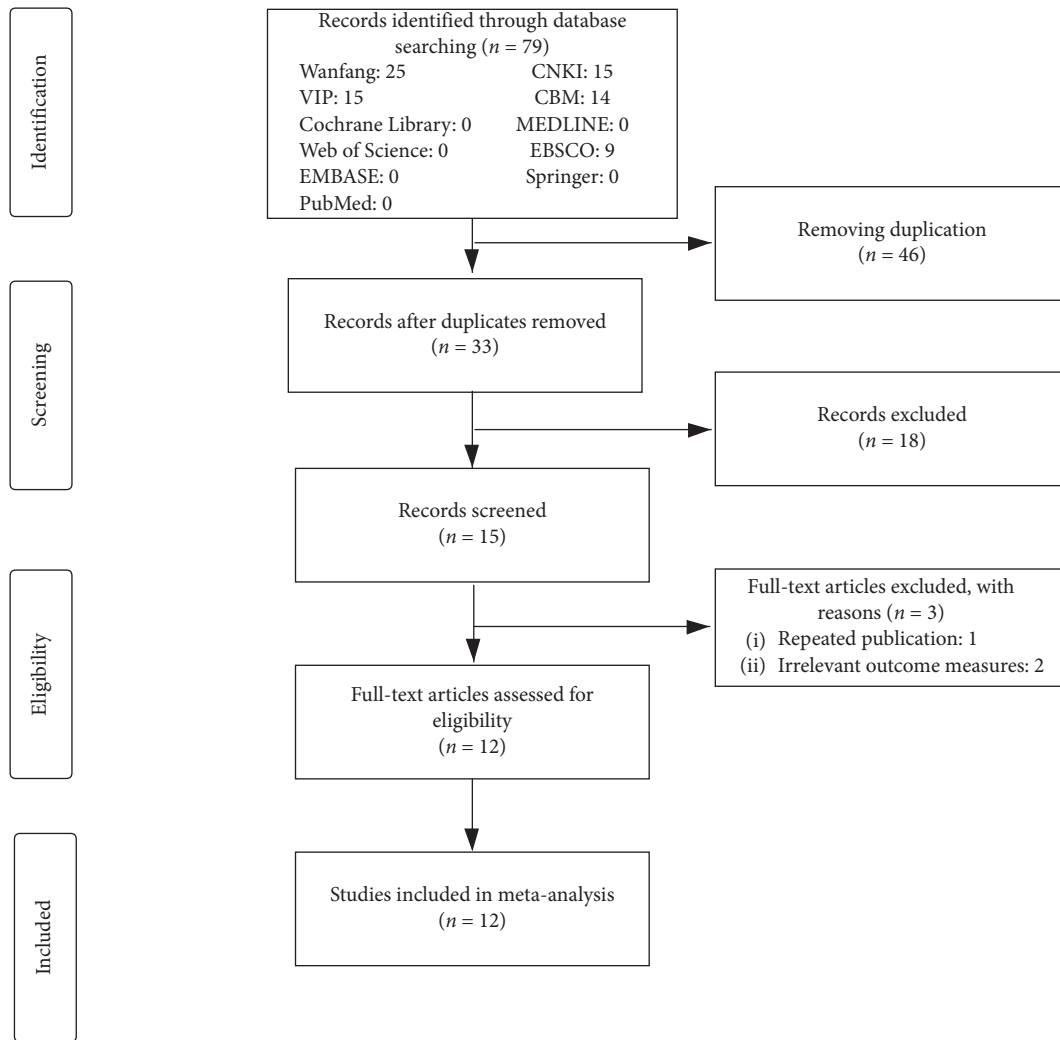 Identification
Records identified through database
searching (n = 79)
Wanfang: 25
CNKI: 15
VIP: 15
CBM: 14
Cochrane Library: 0
MEDLINE: 0
Web of Science: 0
EBSCO: 9
EMBASE: 0
Springer: 0
PubMed: 0
Removing duplication
(n = 46)
Screening
Records after duplicates removed
(n = 33)
Records excluded
(n = 18)
Records screened
(n = 15)
Eligibility
Full-text articles excluded, with
reasons (n = 3)
(i) Repeated publication: 1
(ii) Irrelevant outcome measures: 2
Full-text articles assessed for
eligibility
(n = 12)
Included
Studies included in meta-analysis
(n = 12)